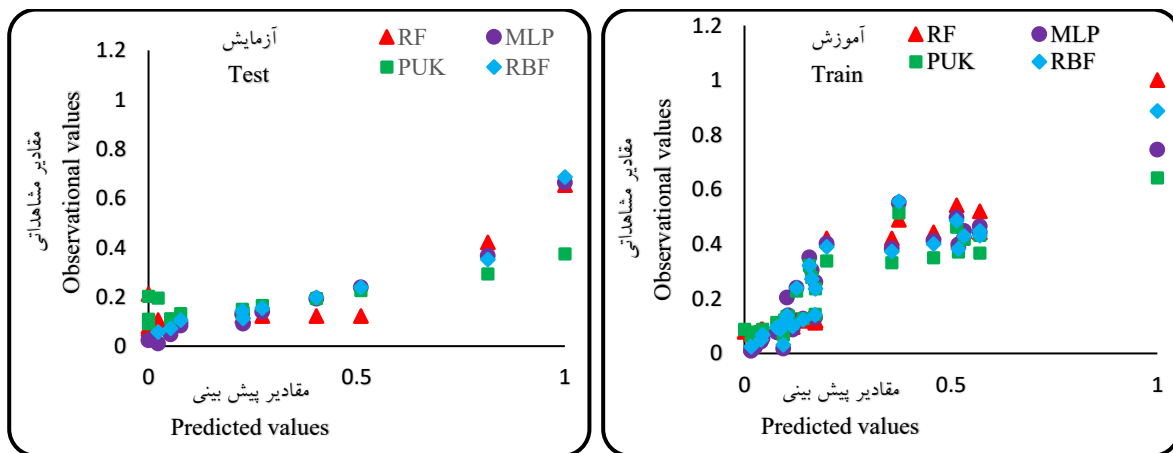 آزمایش
Test
RF
MLP
PUK
RBF
1.2
1
0.8
0.6
0.4
0.2
0
مقادیر مشاهداتی
Observational values
0
0.5
1
مقادیر پیش بینی
Predicted values
آموزش
Train
RF
MLP
PUK
RBF
1.2
1
0.8
0.6
0.4
0.2
0
مقادیر مشاهداتی
Observational values
0
0.5
1
مقادیر پیش بینی
Predicted values